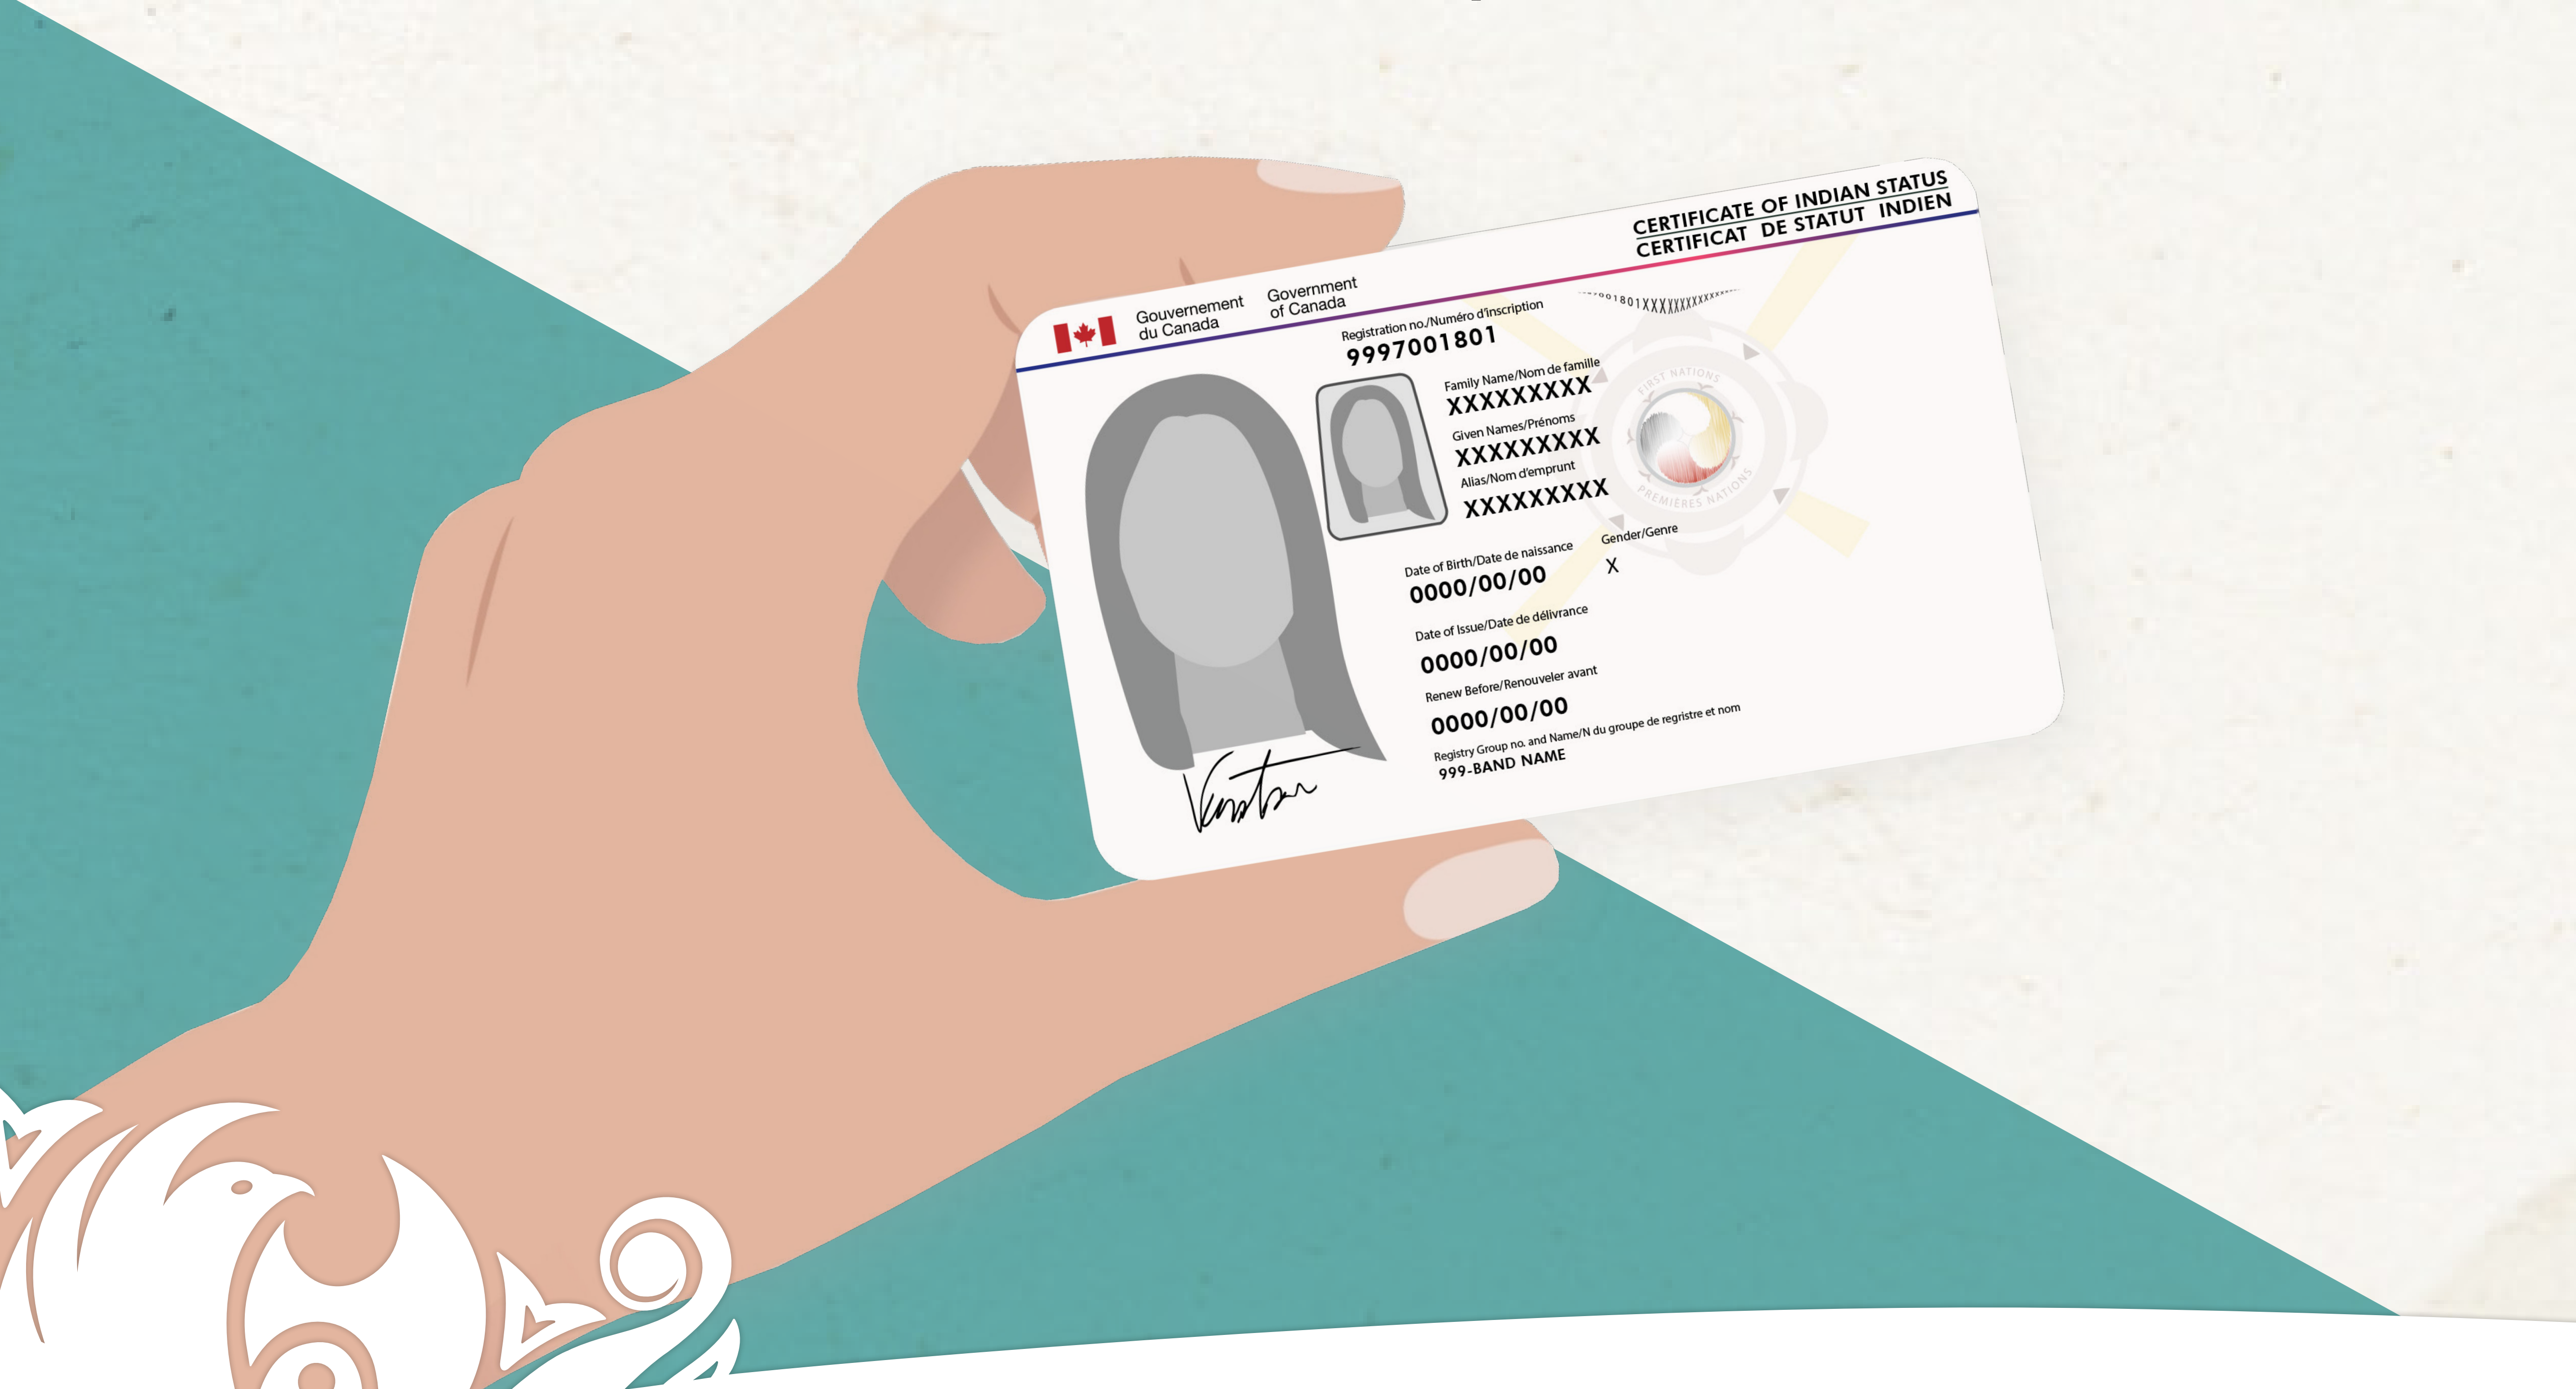 CERTIFICATE OF INDIAN STATUS
CERTIFICAT DE STATUT INDIEN
Gouvernement
du Canada
Government
of Canada
Registration no./Numéro d'inscription
9997001801
Family Name/Nom de famille
XXXXXXXXX
Given Names/Prénoms
XXXXXXXXX
Alias/Nom d'emprunt
XXXXXXXXX
FIRST NATIONS
PREMIÈRES NATIONS
Date of Birth/Date de naissance
0000/00/00
Gender/Genre
X
Date of Issue/Date de délivrance
0000/00/00
Renew Before/Renouveler avant
0000/00/00
Registry Group no. and Name/N du groupe de registre et nom
999-BAND NAME